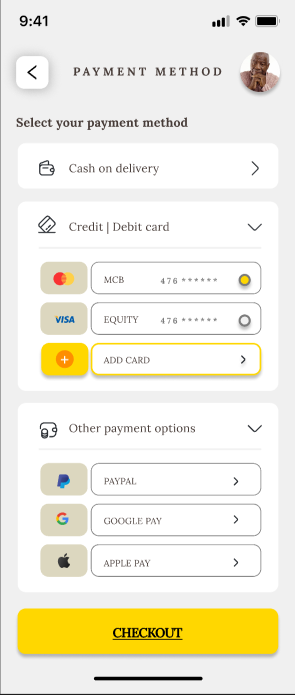 9:41
PAYMENT METHOD
Select your payment method
Cash on delivery
Credit | Debit card
MCB 476 ******
VISA EQUITY 476 ******
ADD CARD
Other payment options
PAYPAL
GOOGLE PAY
APPLE PAY
CHECKOUT